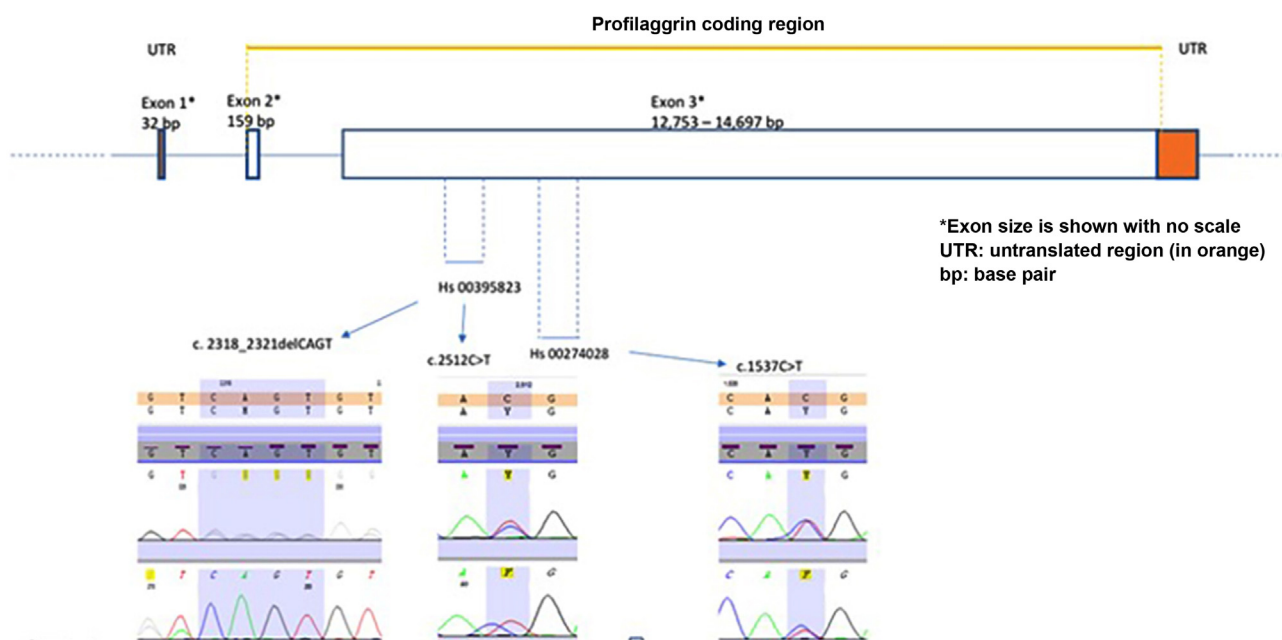 Profilaggrin coding region
UTR
UTR
Exon 1*
32 bp
Exon 2*
159 bp
Exon 3*
12,753 – 14,697 bp
*Exon size is shown with no scale
UTR: untranslated region (in orange)
bp: base pair
Hs 00395823
c. 2318_2321delCAGT
c.2512C>T
Hs 00274028
c.1537C>T
G T C A G T G T
G T C M G T G T
G T C A G T G T
A C G
A Y G
A Y G
A Y G
C A C G
C A Y G
C A Y G
C A Y G
T C A G T G T